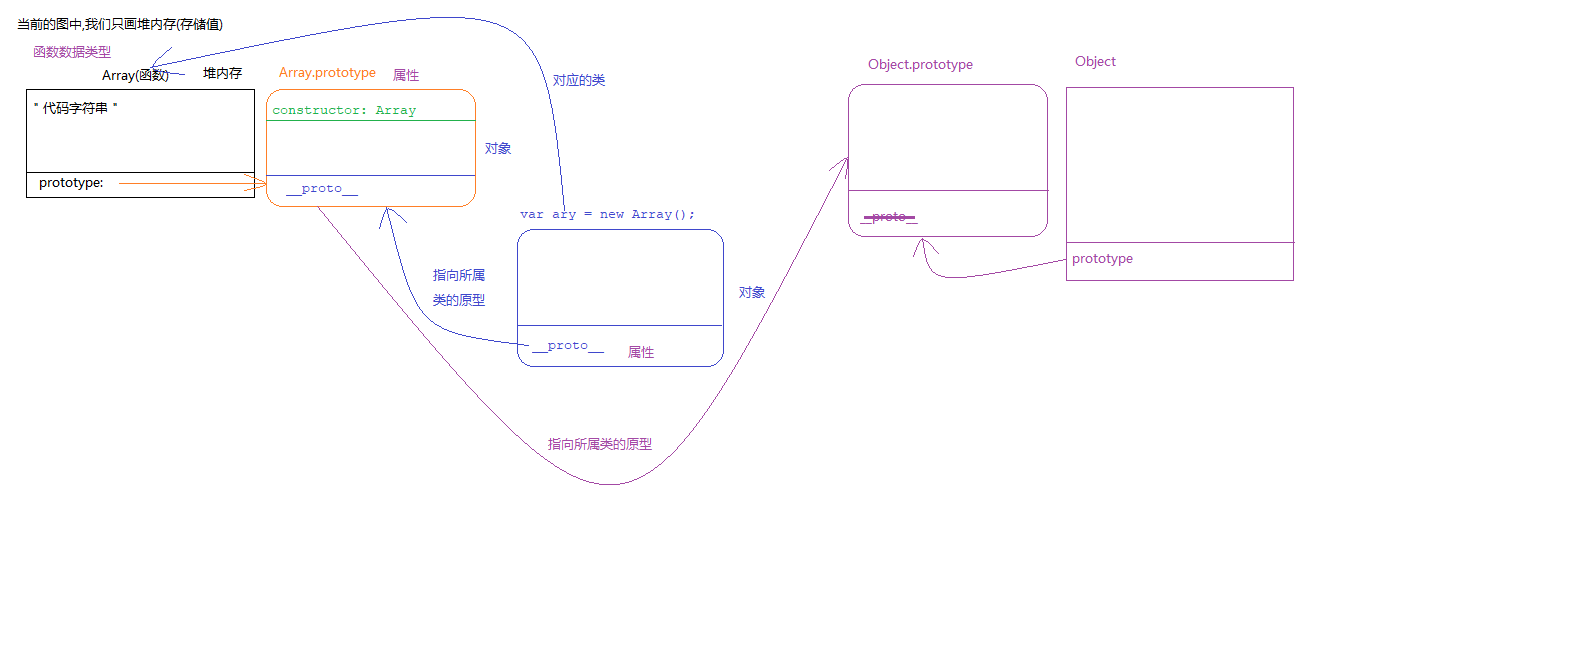 当前的图中,我们只画堆内存(存储值)
函数数据类型
Array(函数)
堆内存
Array.prototype
属性
" 代码字符串 "
prototype:
constructor: Array
__proto__
对象
对应的类
var ary = new Array();
指向所属
类的原型
__proto__
属性
对象
指向所属类的原型
Object.prototype
__proto__
Object
prototype